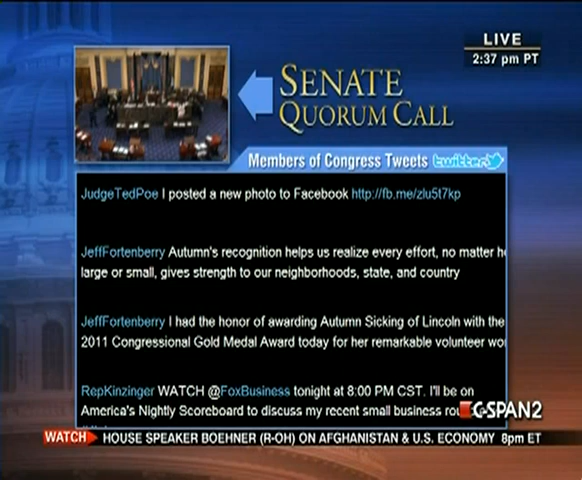 LIVE
2:37 pm PT
SENATE
QUORUM CALL
Members of Congress Tweets twitter
JudgeTedPoe I posted a new photo to Facebook http://fb.me/zlu5t7kp
JeffFortenberry Autumn's recognition helps us realize every effort, no matter h
large or small, gives strength to our neighborhoods, state, and country
JeffFortenberry I had the honor of awarding Autumn Sicking of Lincoln with the
2011 Congressional Gold Medal Award today for her remarkable volunteer wo
RepKinzinger WATCH @FoxBusiness tonight at 8:00 PM CST. I'll be on
America's Nightly Scoreboard to discuss my recent small business
C-SPAN2
WATCH HOUSE SPEAKER BOEHNER (R-OH) ON AFGHANISTAN & U.S. ECONOMY 8pm ET